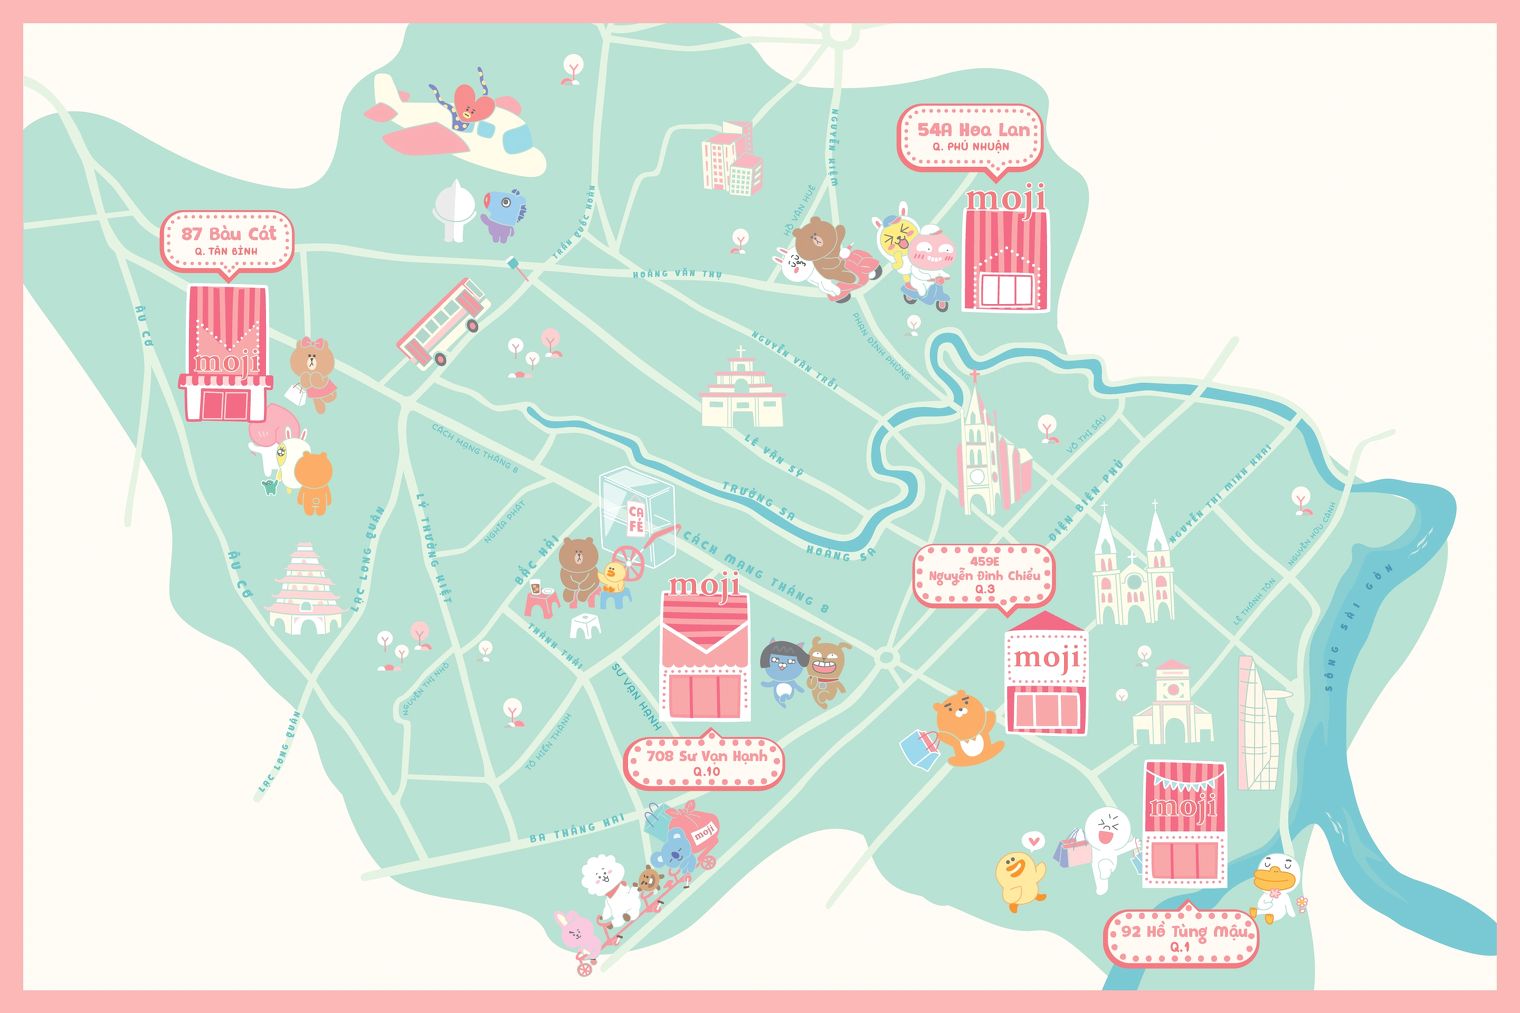 54A Hoa Lan
Q. PHÚ NHUẬN
moji
87 Bàu Cát
Q. TÂN BÌNH
moji
NGUYỄN KIỆM
HỒ VĂN HUÊ
TRẦN QUỐC HOÀN
HOÀNG VĂN THỤ
ÂU CƠ
PHAN ĐÌNH PHÙNG
NGUYỄN VĂN TRỖI
LÊ VĂN SỸ
CÁCH MẠNG THÁNG 8
TRƯỜNG SA
HOÀNG SA
VÕ THỊ SÁU
ĐIỆN BIÊN PHỦ
NGUYỄN THỊ MINH KHAI
NGUYỄN HỮU CẢNH
LÝ THƯỜNG KIỆT
NGHĨA PHÁT
BẮC HẢI
CA
FÉ
CÁCH MẠNG THÁNG 8
459E
Nguyễn Đình Chiểu
Q.3
moji
LÊ THÁNH TÔN
SÔNG SÀI GÒN
ÂU CƠ
LẠC LONG QUÂN
moji
THÀNH THÁI
SƯ VẠN HẠNH
NGUYỄN THỊ NHỎ
TÔ HIẾN THÀNH
LẠC LONG QUÂN
708 Sư Vạn Hạnh
Q.10
BA THÁNG HAI
moji
moji
92 Hồ Tùng Mậu
Q.1